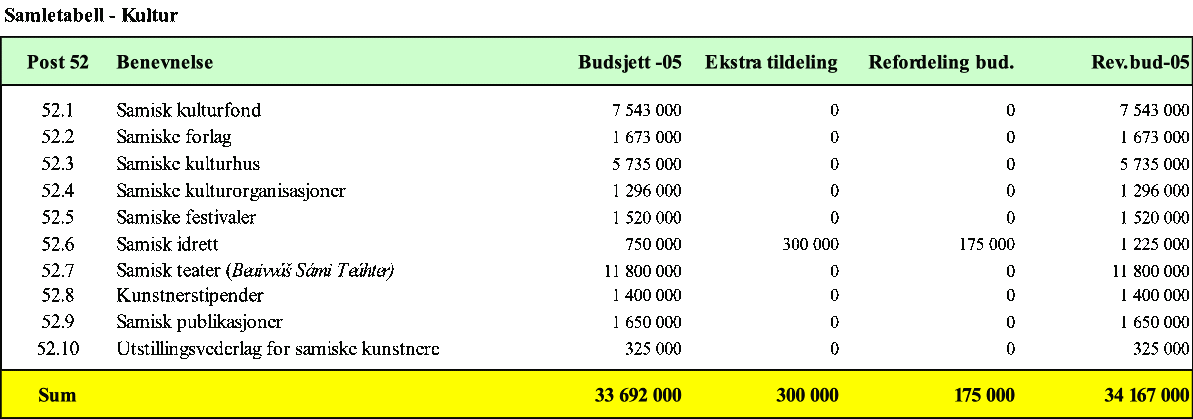 Samletabell - Kultur
Post 52 Benevnelse Budsjett -05 Ekstra tildeling Refordeling bud. Rev.bud-05
52.1 Samisk kulturfond 7 543 000 0 0 7 543 000
52.2 Samiske forlag 1 673 000 0 0 1 673 000
52.3 Samiske kulturhus 5 735 000 0 0 5 735 000
52.4 Samiske kulturorganisasjoner 1 296 000 0 0 1 296 000
52.5 Samiske festivaler 1 520 000 0 0 1 520 000
52.6 Samisk idrett 750 000 300 000 175 000 1 225 000
52.7 Samisk teater (Beaivváš Sámi Teáhter) 11 800 000 0 0 11 800 000
52.8 Kunstnerstipender 1 400 000 0 0 1 400 000
52.9 Samisk publikasjoner 1 650 000 0 0 1 650 000
52.10 Utstillingsvederlag for samiske kunstnere 325 000 0 0 325 000
Sum 33 692 000 300 000 175 000 34 167 000